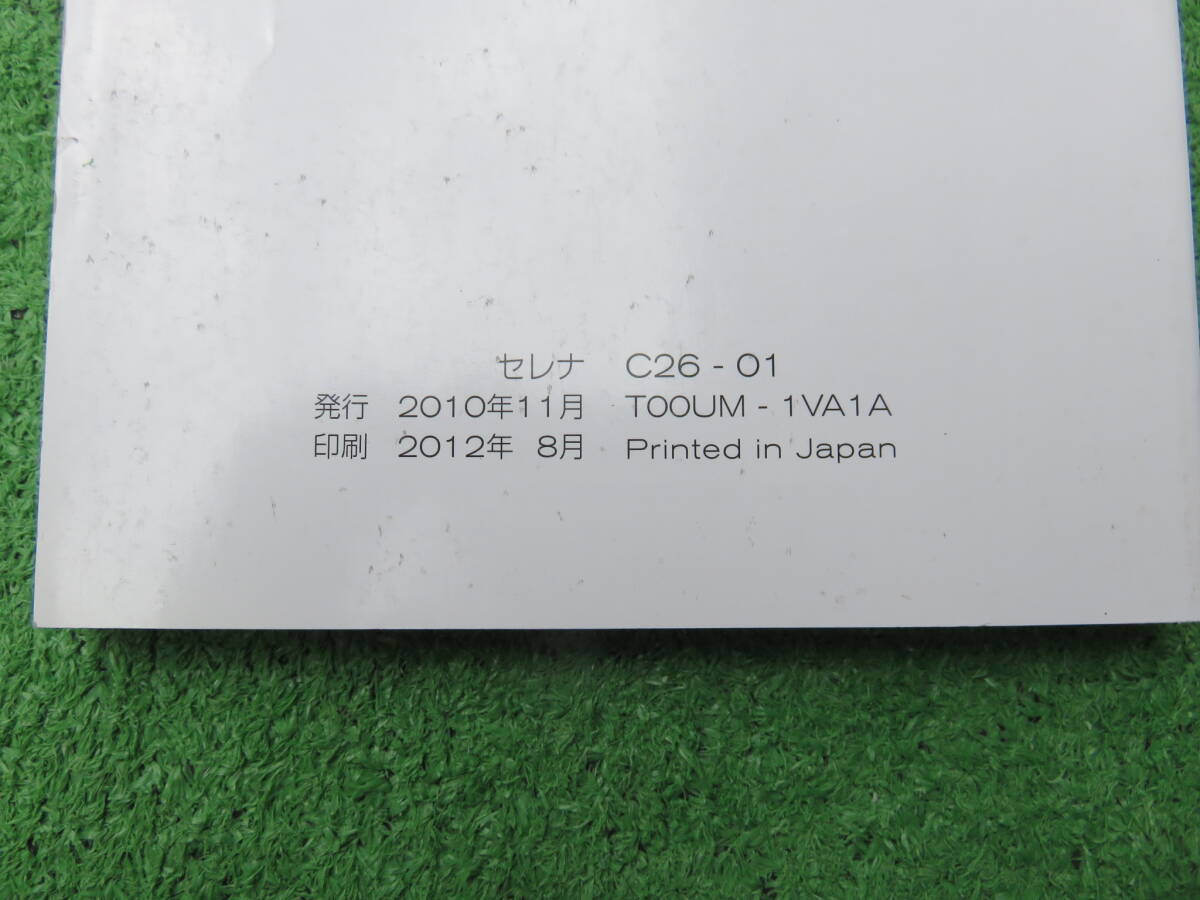 セレナ C26 - 01
発行 2010年11月 T00UM - 1VA1A
印刷 2012年 8月 Printed in Japan